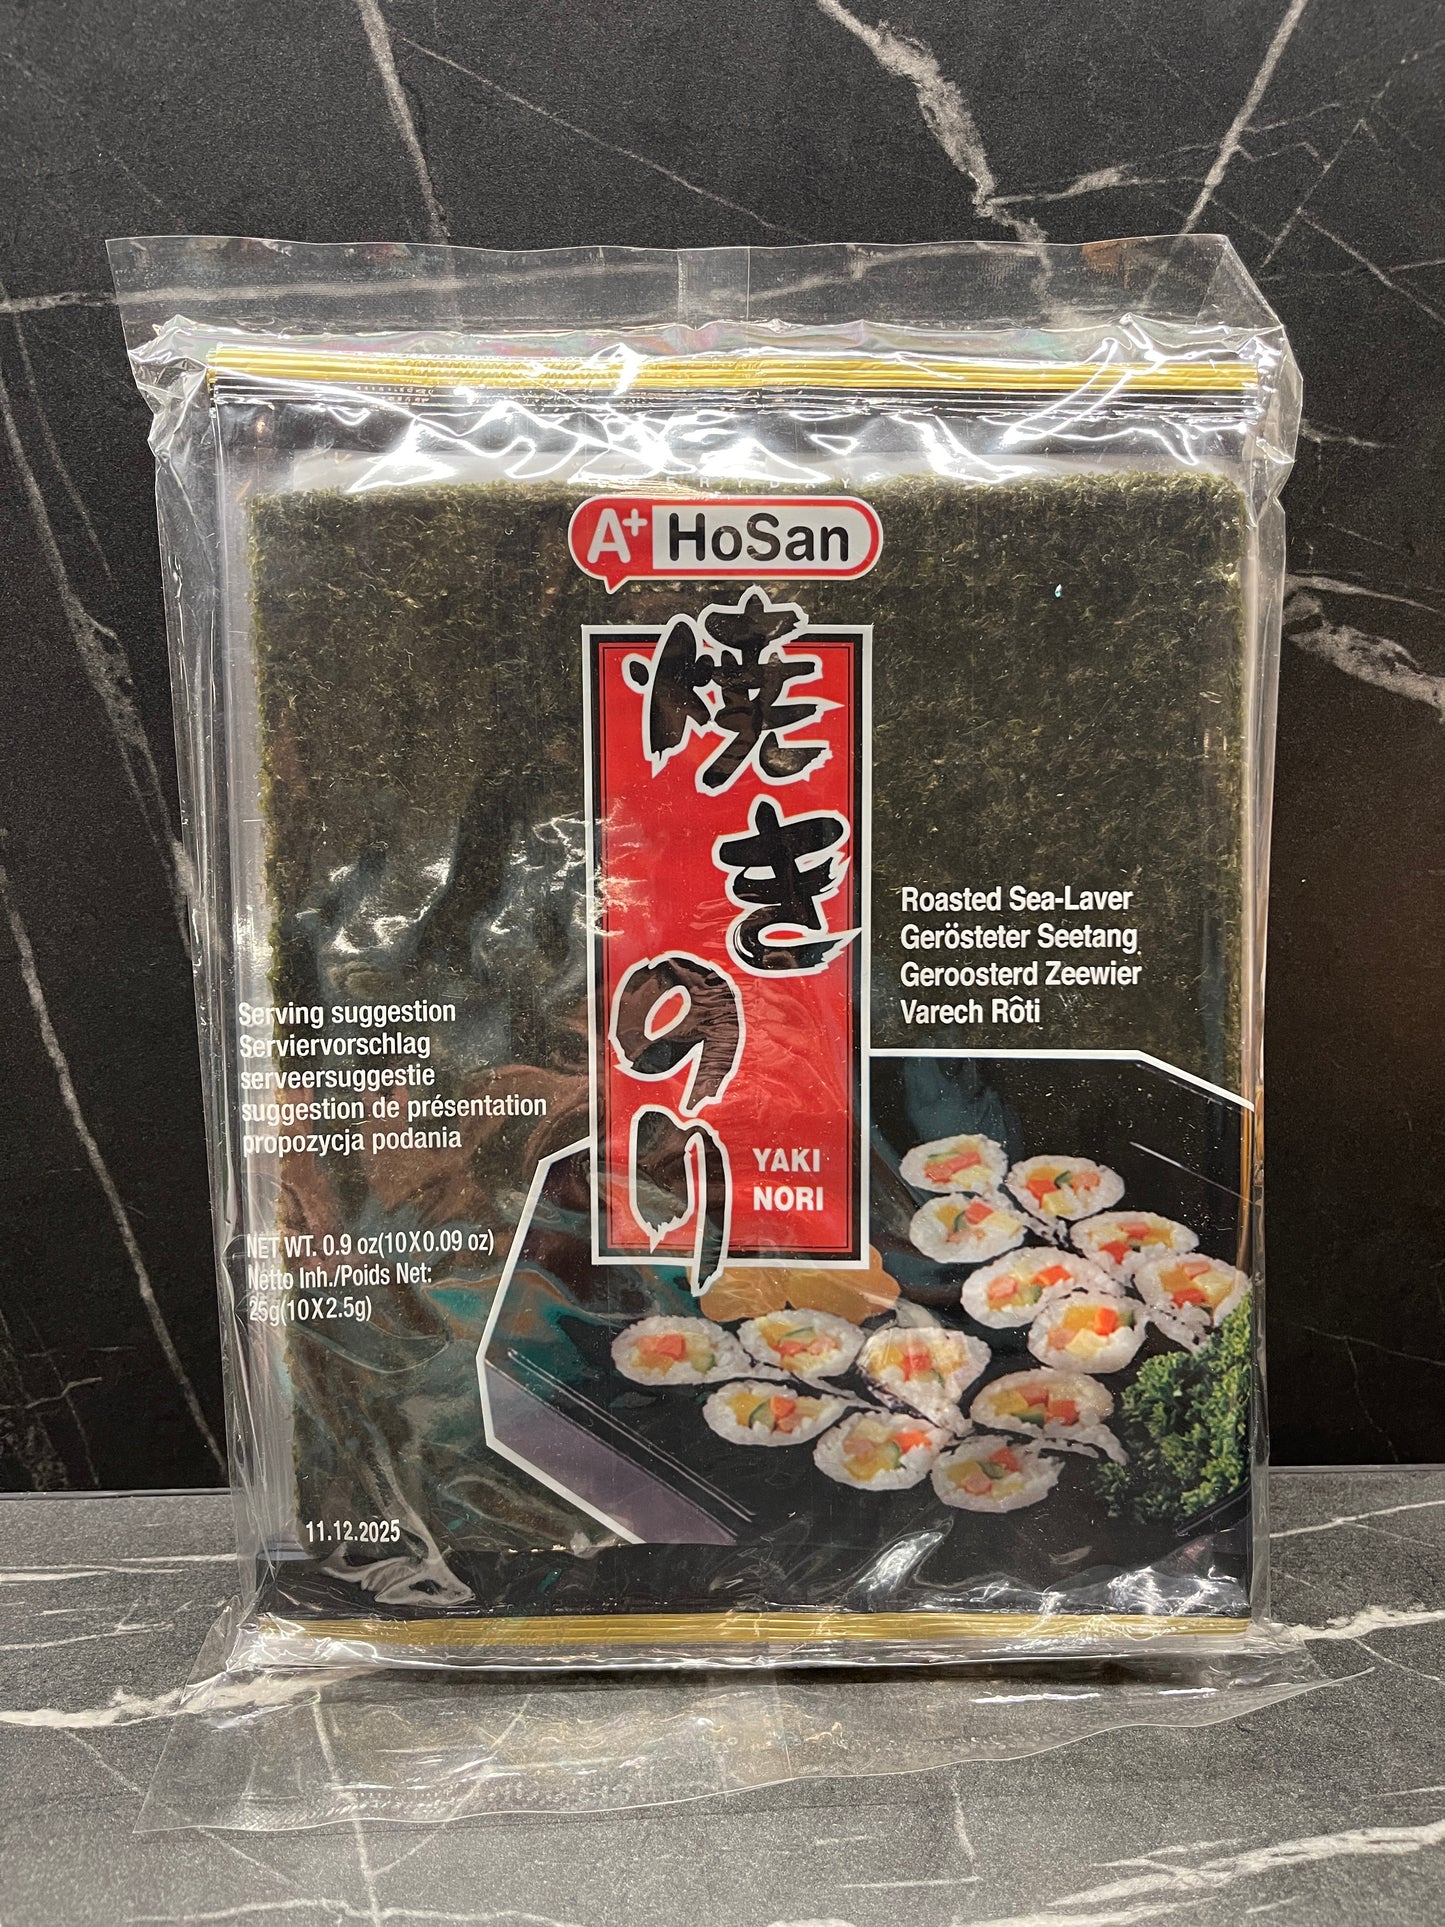 A+ HoSan
焼きのり
YAKI
NORI
Roasted Sea-Laver
Gerösteter Seetang
Geroosterd Zeewier
Varech Rôti
Serving suggestion
Serviervorschlag
serveersuggestie
suggestion de présentation
propozycja podania
NET WT. 0.9 oz(10X0.09 oz)
Netto Inh./Poids Net:
25g(10X2.5g)
11.12.2025